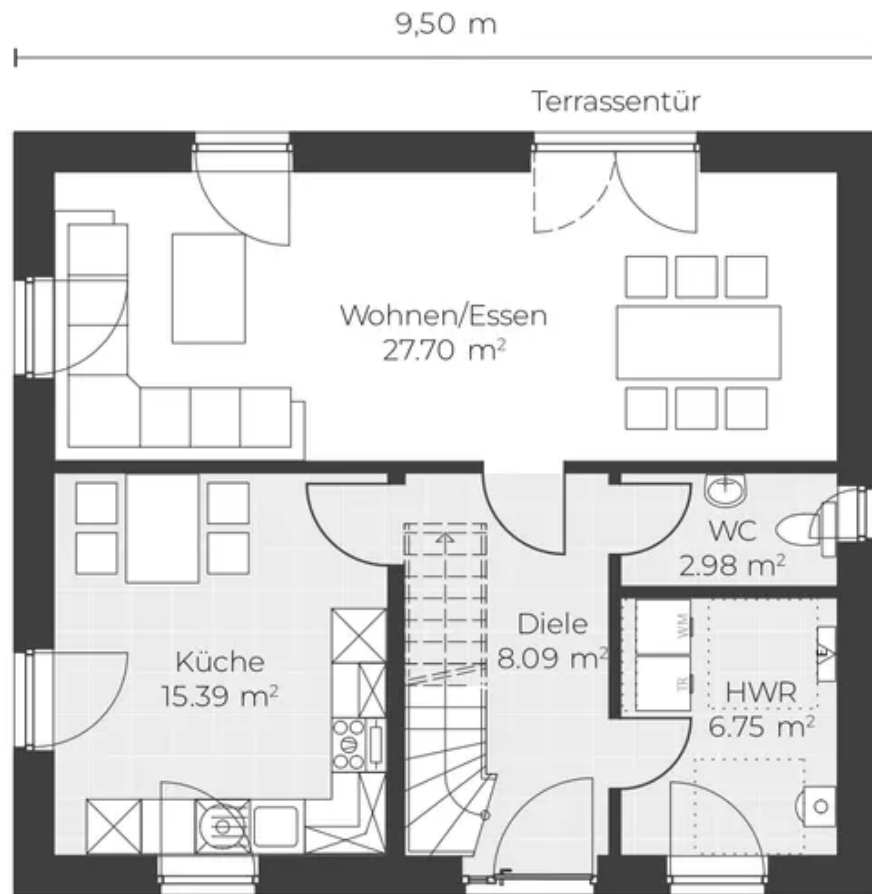 9,50 m
Terrassentür
Wohnen/Essen
27.70 m²
WC
2.98 m²
WM
Diele
8.09 m²
TR
Küche
15.39 m²
HWR
6.75 m²